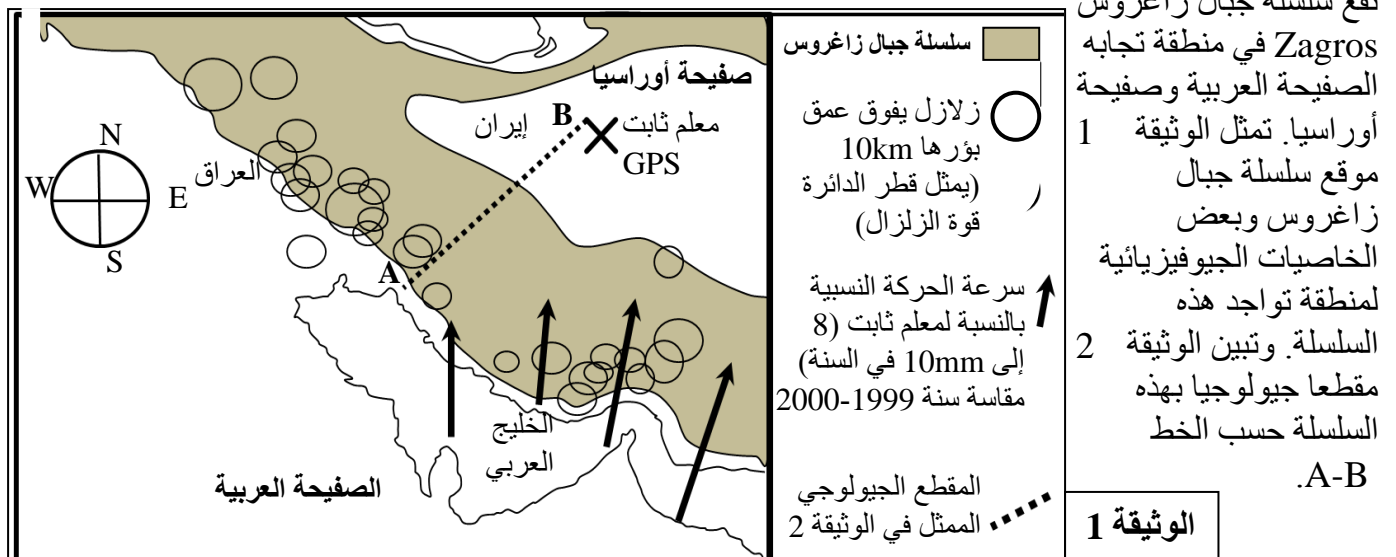 تقع سلسلة جبال زاغروس
Zagros في منطقة تجابه
الصفيحة العربية وصفيحة
أوراسيا. تمثل الوثيقة 1
موقع سلسلة جبال
زاغروس وبعض
الخاصيات الجيوفيزيائية
لمنطقة تواجد هذه
السلسلة. وتبين الوثيقة 2
مقطعا جيولوجيا بهذه
السلسلة حسب الخط
A-B.
الوثيقة 1
سلسلة جبال زاغروس
زلازل يفوق عمق
بؤرها 10km
(يمثل قطر الدائرة
قوة الزلزال)
سرعة الحركة النسبية
بالنسبة لمعلم ثابت (8
إلى 10mm في السنة)
مقاسة سنة 1999-2000
المقطع الجيولوجي
الممثل في الوثيقة 2
صفيحة أوراسيا
B
إيران
معلم ثابت
GPS
N
العراق
W
E
S
A
الخليج
العربي
الصفيحة العربية